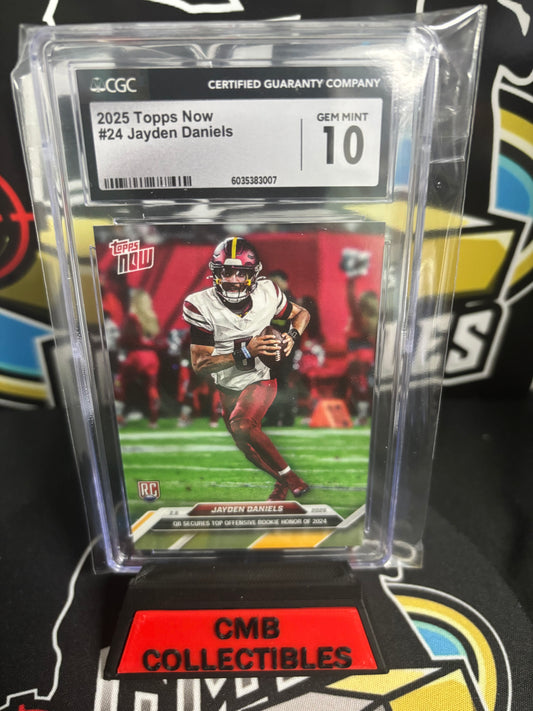 CGC
CERTIFIED GUARANTY COMPANY
2025 Topps Now
#24 Jayden Daniels
GEM MINT
10
6035383007
topps
NOW
RC
JAYDEN DANIELS
2025
QB SECURES TOP OFFENSIVE ROOKIE HONOR OF 2024
CMB
COLLECTIBLES